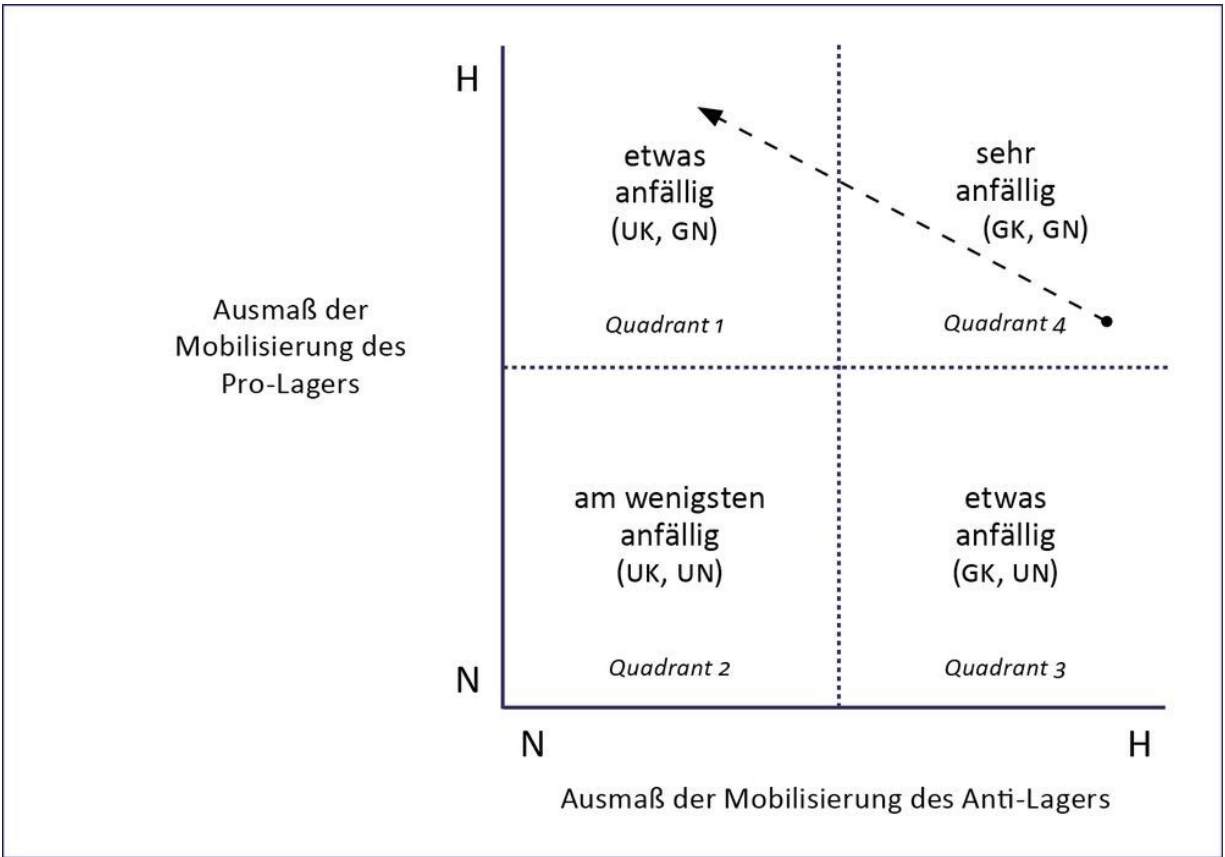 H
etwas
anfällig
(UK, GN)
Quadrant 1
sehr
anfällig
(GK, GN)
Quadrant 4
Ausmaß der
Mobilisierung des
Pro-Lagers
am wenigsten
anfällig
(UK, UN)
Quadrant 2
etwas
anfällig
(GK, UN)
Quadrant 3
N
N
H
Ausmaß der Mobilisierung des Anti-Lagers